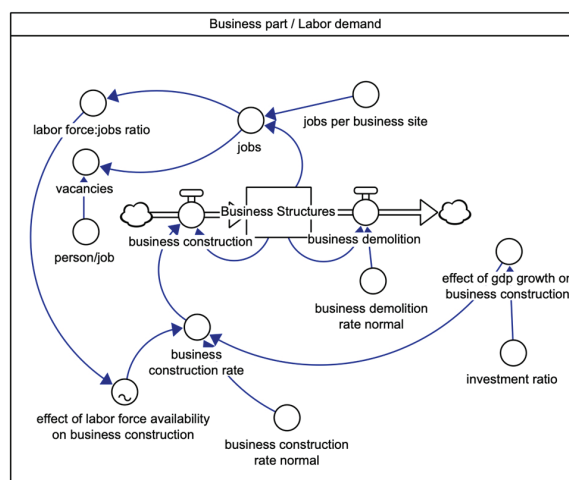 Business part / Labor demand
labor force:jobs ratio
jobs
jobs per business site
vacancies
Business Structures
business construction
business demolition
person/job
effect of gdp growth on
business construction
business demolition
rate normal
business
construction rate
investment ratio
effect of labor force availability
on business construction
business construction
rate normal